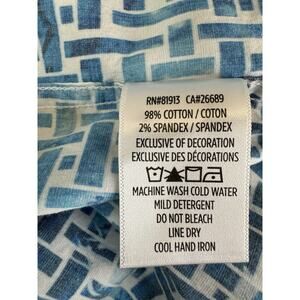 RN#81913 CA#26689
98% COTTON / COTON
2% SPANDEX / SPANDEX
EXCLUSIVE OF DECORATION
EXCLUSIVE DES DÉCORATIONS
MACHINE WASH COLD WATER
MILD DETERGENT
DO NOT BLEACH
LINE DRY
COOL HAND IRON